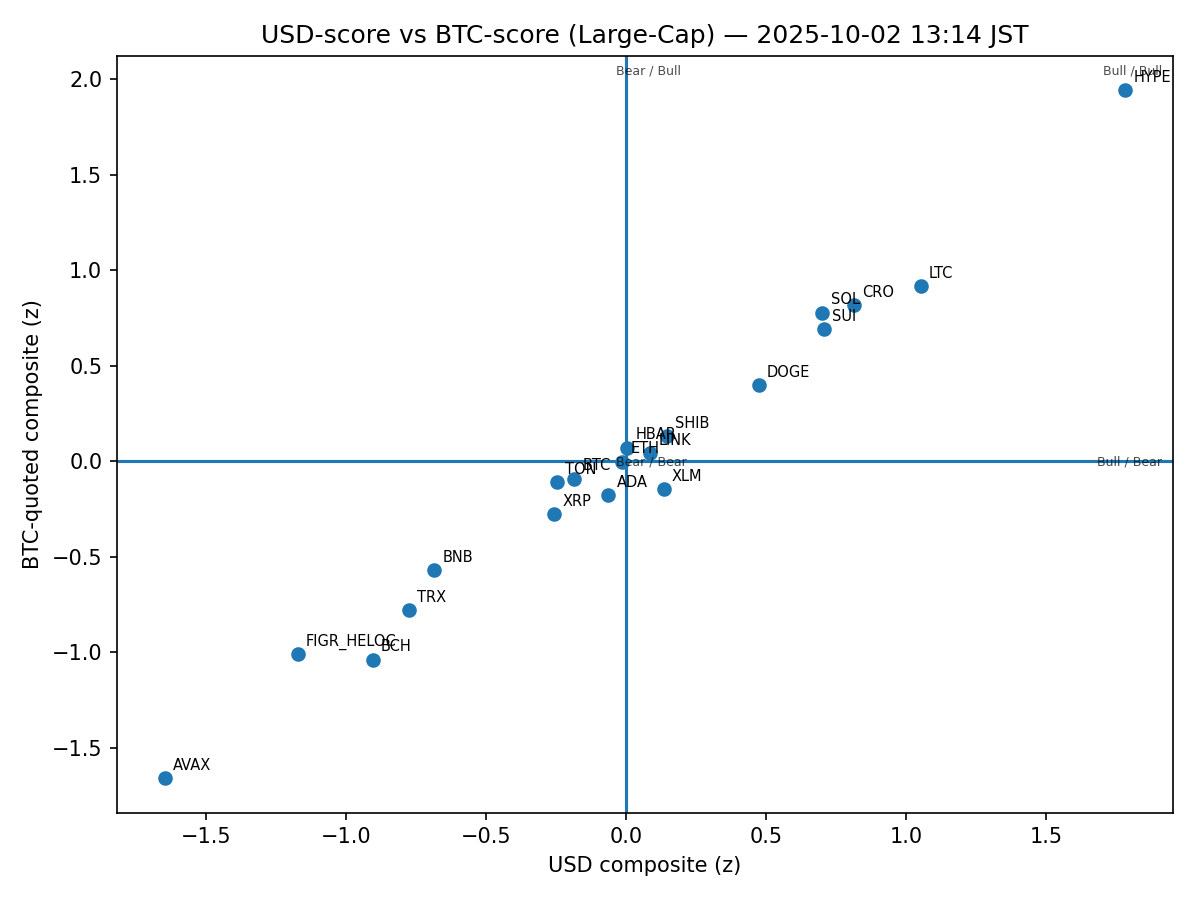 USD-score vs BTC-score (Large-Cap) — 2025-10-02 13:14 JST
Bear / Bull
Bull / Bull
HYPE
2.0
1.5
1.0
0.5
0.0
−0.5
−1.0
−1.5
BTC-quoted composite (z)
LTC
CRO
SOL
SUI
DOGE
SHIB
HBAR
LINK
ETH
Bear / Bear
Bull / Bear
BTC
TON
XLM
ADA
XRP
BNB
TRX
FIGR_HELOC
BCH
AVAX
−1.5
−1.0
−0.5
0.0
0.5
1.0
1.5
USD composite (z)